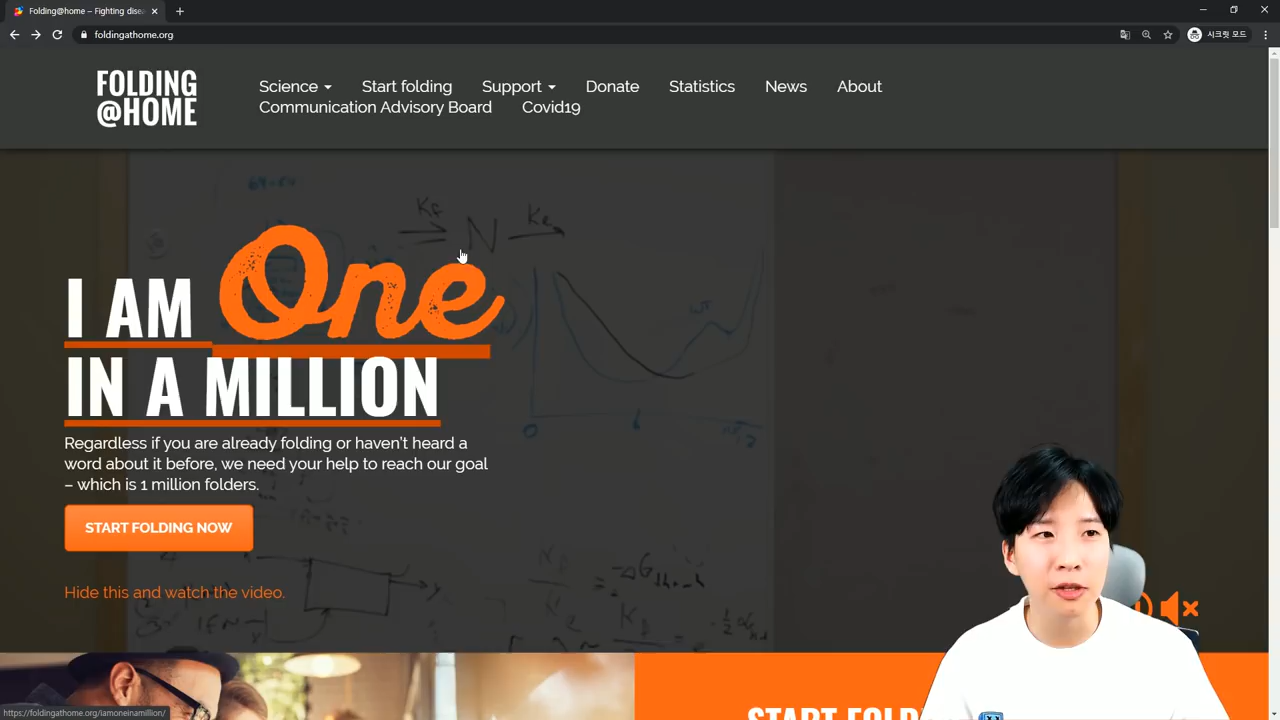 Folding@home – Fighting dise
foldingathome.org
시크릿 모드
FOLDING
@HOME
Science
Start folding
Support
Donate
Statistics
News
About
Communication Advisory Board
Covid19
I AM One
IN A MILLION
Regardless if you are already folding or haven't heard a
word about it before, we need your help to reach our goal
– which is 1 million folders.
START FOLDING NOW
Hide this and watch the video.
https://foldingathome.org/iamoneinamillion/